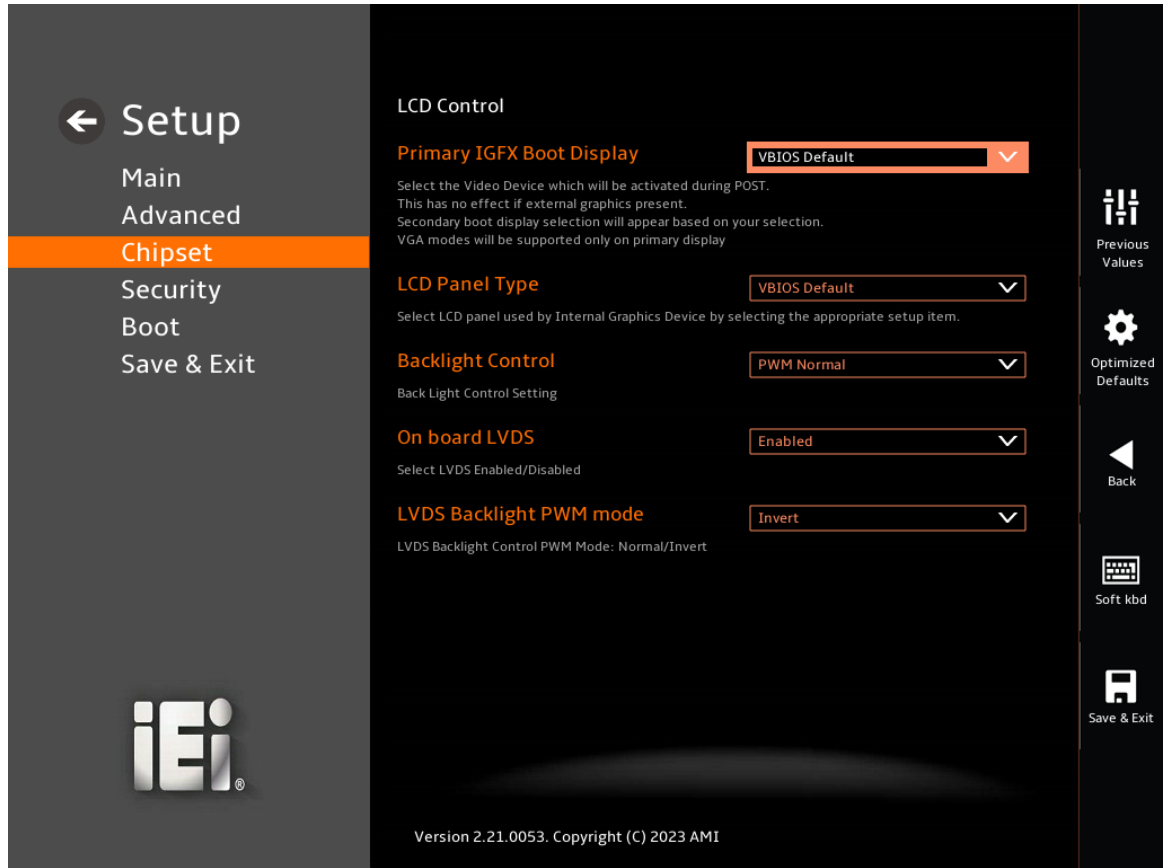 Setup
Main
Advanced
Chipset
Security
Boot
Save & Exit
iEi®
LCD Control
Primary IGFX Boot Display
VBIOS Default
Select the Video Device which will be activated during POST.
This has no effect if external graphics present.
Secondary boot display selection will appear based on your selection.
VGA modes will be supported only on primary display
LCD Panel Type
VBIOS Default
Select LCD panel used by Internal Graphics Device by selecting the appropriate setup item.
Backlight Control
PWM Normal
Back Light Control Setting
On board LVDS
Enabled
Select LVDS Enabled/Disabled
LVDS Backlight PWM mode
Invert
LVDS Backlight Control PWM Mode: Normal/Invert
Version 2.21.0053. Copyright (C) 2023 AMI
Previous
Values
Optimized
Defaults
Back
Soft kbd
Save & Exit